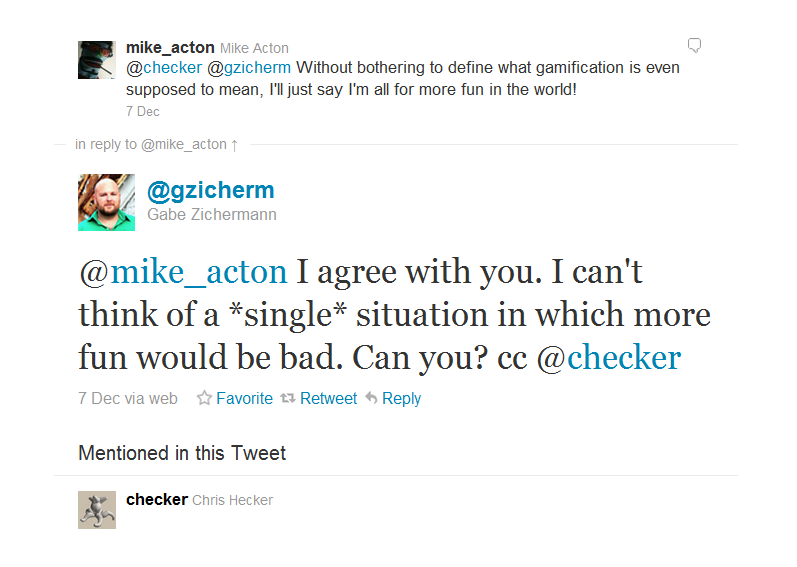 mike_acton Mike Acton
@checker @gzicherm Without bothering to define what gamification is even
supposed to mean, I'll just say I'm all for more fun in the world!
7 Dec
in reply to @mike_acton ↑
@gzicherm
Gabe Zichermann
@mike_acton I agree with you. I can't
think of a *single* situation in which more
fun would be bad. Can you? cc @checker
7 Dec via web Favorite Retweet Reply
Mentioned in this Tweet
checker Chris Hecker